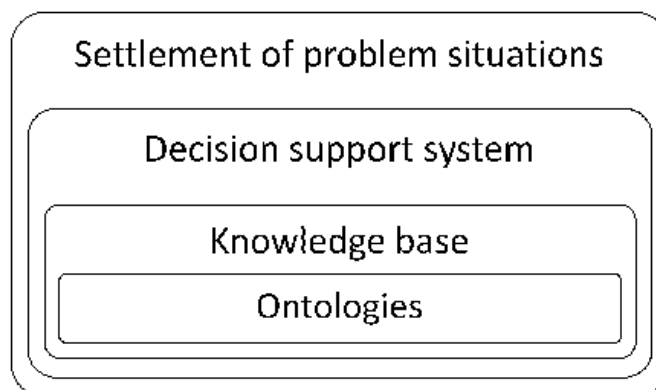 Settlement of problem situations
Decision support system
Knowledge base
Ontologies